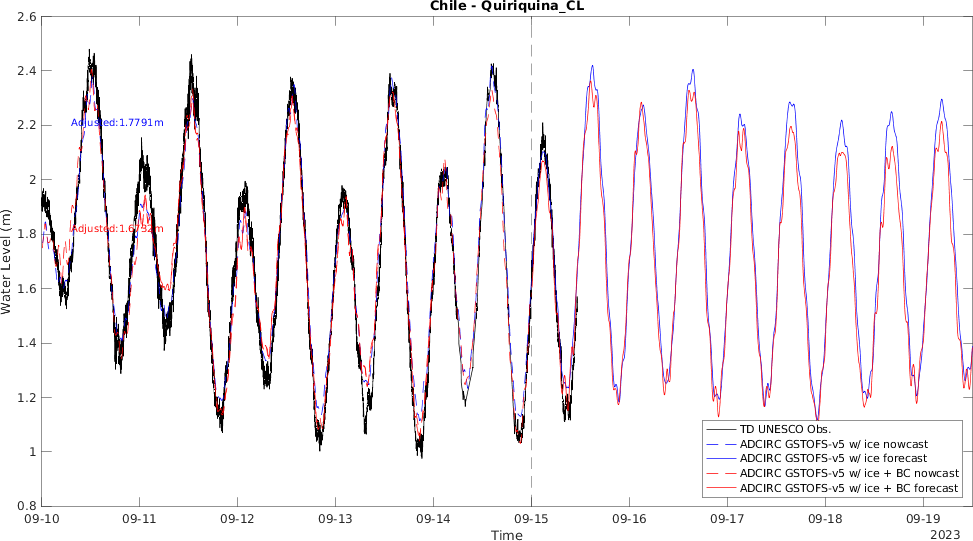 Chile - Quiriquina_CL
2.6
2.4
2.2
2
1.8
1.6
1.4
1.2
1
0.8
Water Level (m)
Adjusted:1.7791m
Adjusted:1.6732m
TD UNESCO Obs.
ADCIRC GSTOFS-v5 w/ ice nowcast
ADCIRC GSTOFS-v5 w/ ice forecast
ADCIRC GSTOFS-v5 w/ ice + BC nowcast
ADCIRC GSTOFS-v5 w/ ice + BC forecast
09-10 09-11 09-12 09-13 09-14 09-15 09-16 09-17 09-18 09-19
Time
2023